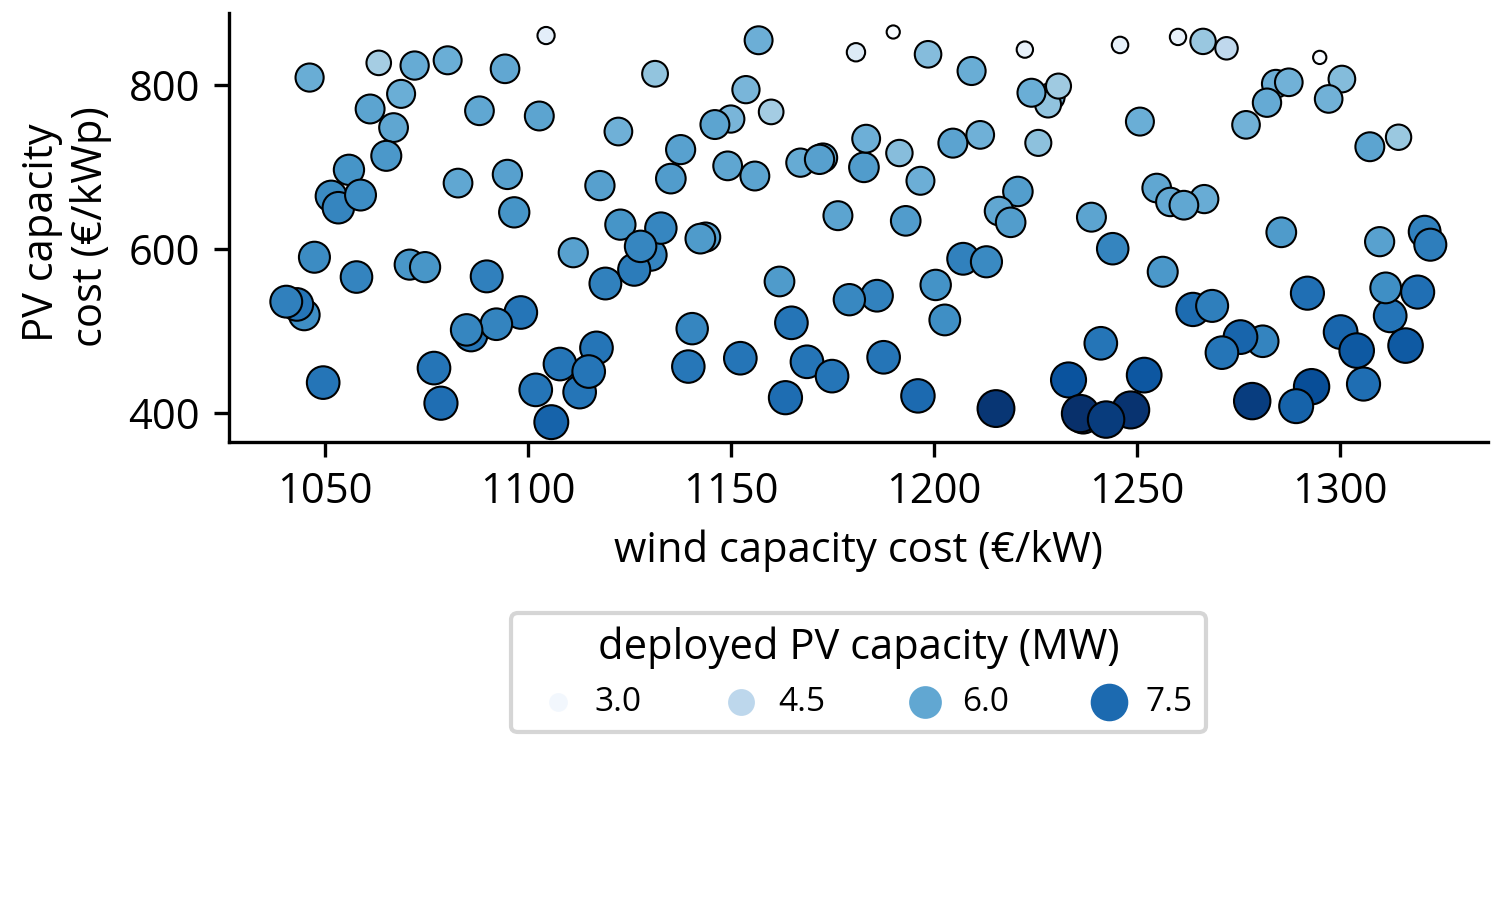 PV capacity
cost (€/kWp)
800
600
400
1050 1100 1150 1200 1250 1300
wind capacity cost (€/kW)
deployed PV capacity (MW)
3.0 4.5 6.0 7.5